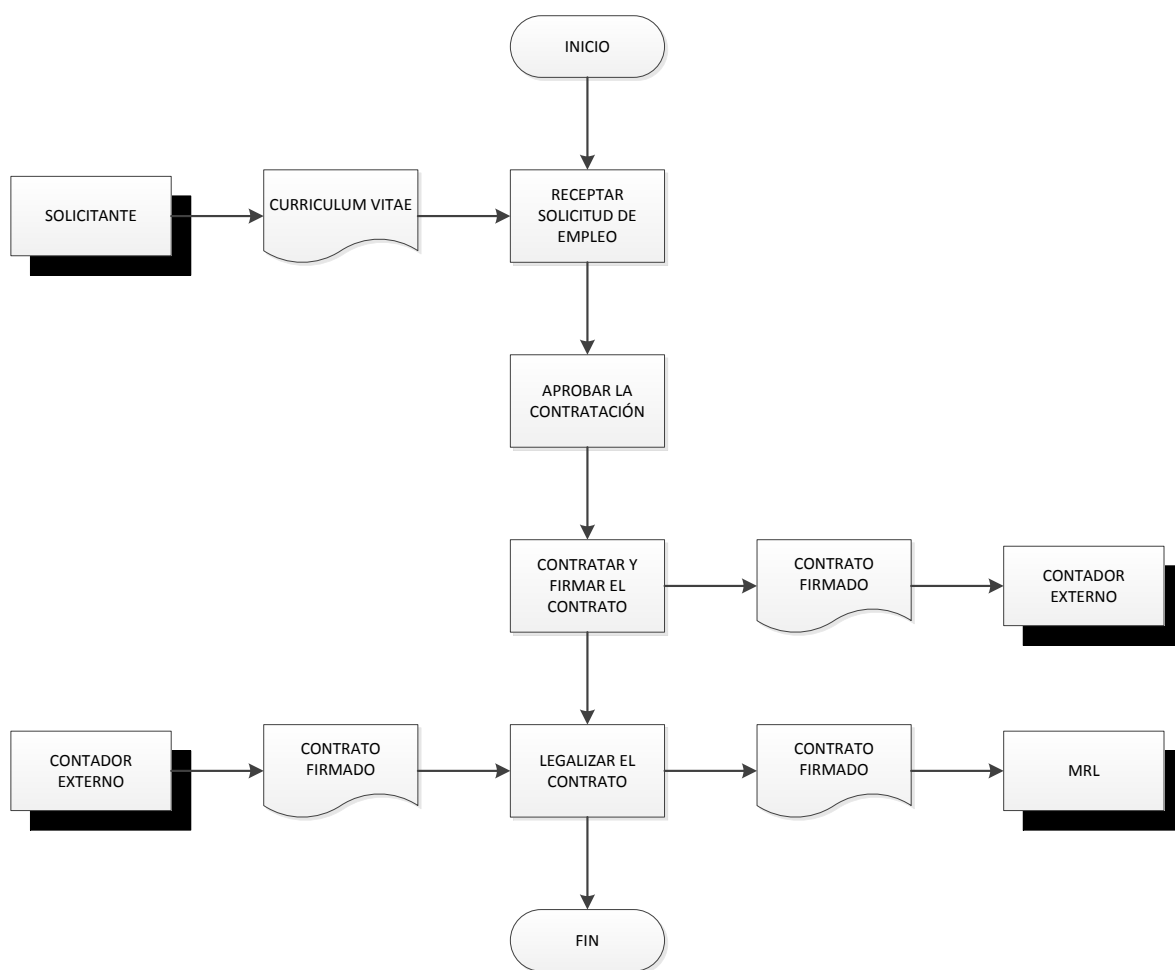 INICIO
SOLICITANTE
CURRICULUM VITAE
RECEPTAR
SOLICITUD DE
EMPLEO
APROBAR LA
CONTRATACIÓN
CONTRATAR Y
FIRMAR EL
CONTRATO
CONTRATO
FIRMADO
CONTADOR
EXTERNO
CONTADOR
EXTERNO
CONTRATO
FIRMADO
LEGALIZAR EL
CONTRATO
CONTRATO
FIRMADO
MRL
FIN